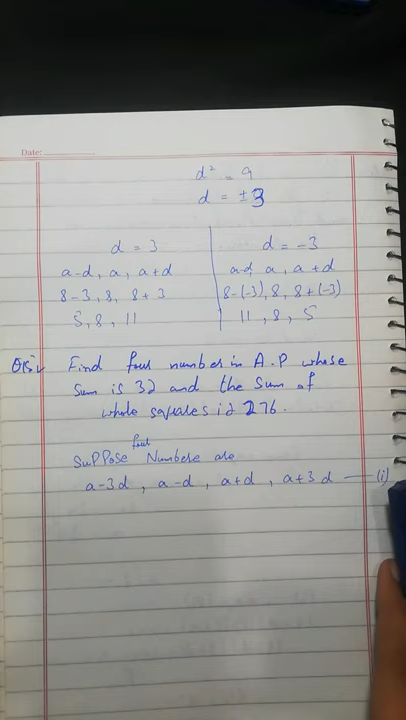 Date:
d² = 9
d = ±3
d = 3
a-d, a, a+d
8-3, 8, 8+3
5, 8, 11
d = -3
a-d, a, a+d
8-(-3), 8, 8+(-3)
11, 8, 5
Find four number in A.P whose
Sum is 32 and the Sum of
whole squares is 276.
four
Suppose Numbers are
a-3d, a-d, a+d, a+3d —(i)